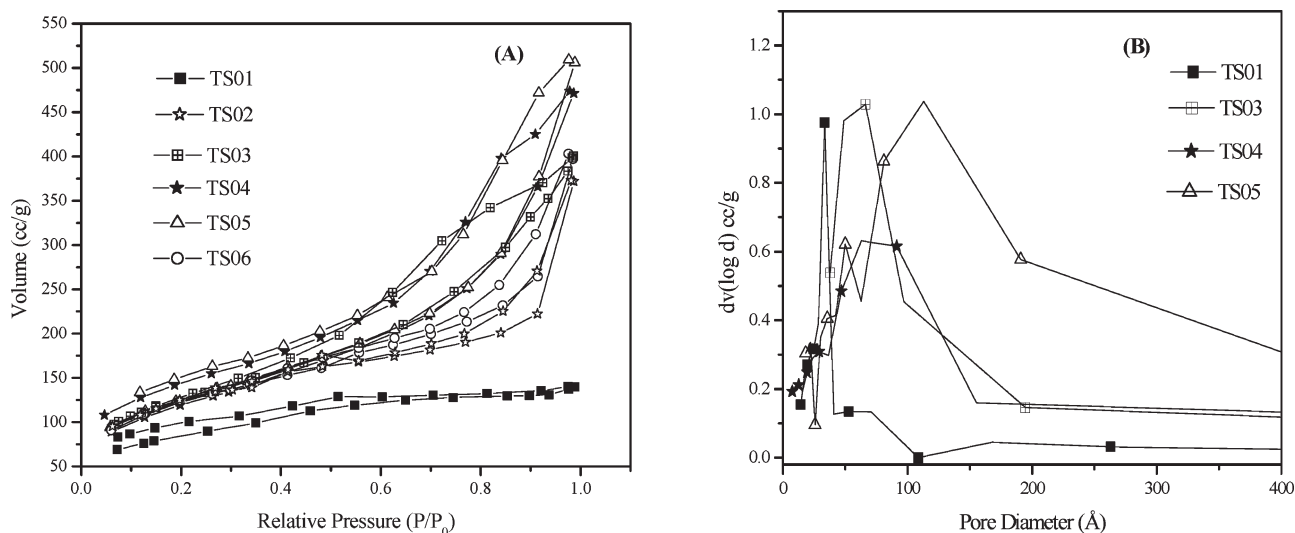 550
500
450
400
350
300
250
200
150
100
50
0.0
0.2
0.4
0.6
0.8
1.0
Volume (cc/g)
Relative Pressure (P/P0)
(A)
TS01
TS02
TS03
TS04
TS05
TS06
1.2
1.0
0.8
0.6
0.4
0.2
0.0
0
100
200
300
400
dv(log d) cc/g
Pore Diameter (Å)
(B)
TS01
TS03
TS04
TS05